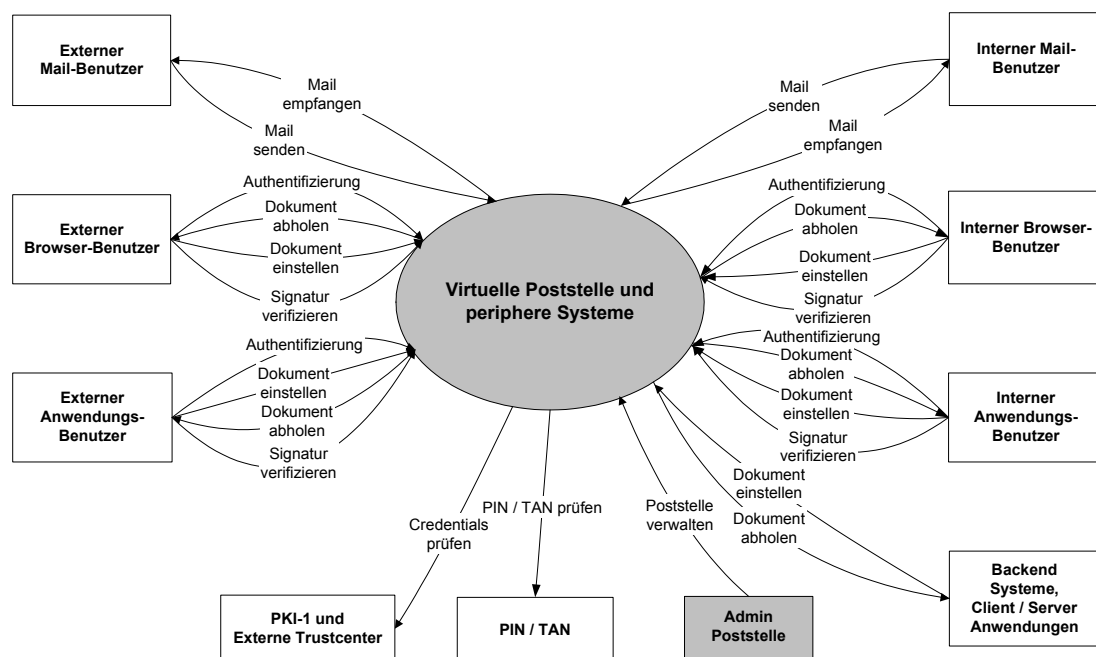 Externer
Mail-Benutzer
Interner Mail-
Benutzer
Mail
empfangen
Mail
senden
Mail
senden
Mail
empfangen
Externer
Browser-Benutzer
Authentifizierung
Dokument
abholen
Dokument
einstellen
Signatur
verifizieren
Virtuelle Poststelle und
periphere Systeme
Authentifizierung
Dokument
abholen
Dokument
einstellen
Signatur
verifizieren
Interner Browser-
Benutzer
Externer
Anwendungs-
Benutzer
Authentifizierung
Dokument
einstellen
Dokument
abholen
Signatur
verifizieren
Authentifizierung
Dokument
abholen
Dokument
einstellen
Signatur
verifizieren
Interner
Anwendungs-
Benutzer
Credentials
prüfen
PIN / TAN prüfen
Poststelle
verwalten
Dokument
einstellen
Dokument
abholen
PKI-1 und
Externe Trustcenter
PIN / TAN
Admin
Poststelle
Backend
Systeme,
Client / Server
Anwendungen